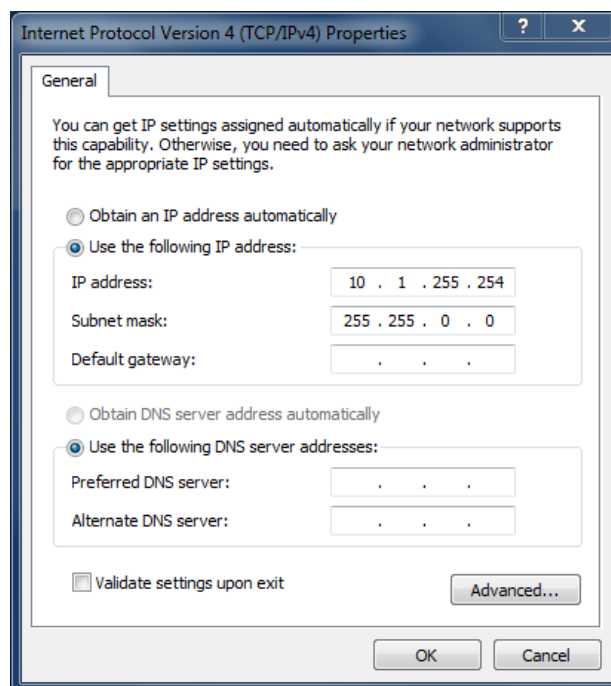 Internet Protocol Version 4 (TCP/IPv4) Properties
? X
General
You can get IP settings assigned automatically if your network supports
this capability. Otherwise, you need to ask your network administrator
for the appropriate IP settings.
Obtain an IP address automatically
Use the following IP address:
IP address: 10 . 1 . 255 . 254
Subnet mask: 255 . 255 . 0 . 0
Default gateway: . . .
Obtain DNS server address automatically
Use the following DNS server addresses:
Preferred DNS server: . . .
Alternate DNS server: . . .
Validate settings upon exit
Advanced...
OK Cancel